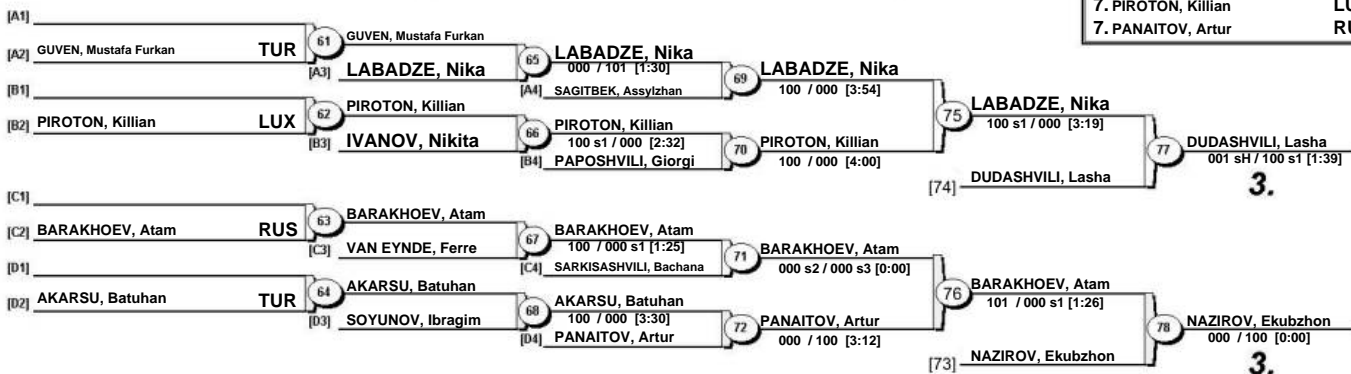 7. PIROTON, Killian LU
7. PANAITOV, Artur RU
[A1]
[A2] GUVEN, Mustafa Furkan TUR
61 GUVEN, Mustafa Furkan
[A3] LABADZE, Nika
65 LABADZE, Nika
000 / 101 [1:30]
[A4] SAGITBEK, Assylzhan
69 LABADZE, Nika
100 / 000 [3:54]
[B1]
[B2] PIROTON, Killian LUX
62 PIROTON, Killian
[B3] IVANOV, Nikita
66 PIROTON, Killian
100 s1 / 000 [2:32]
[B4] PAPOSHVILI, Giorgi
70 PIROTON, Killian
100 / 000 [4:00]
75 LABADZE, Nika
100 s1 / 000 [3:19]
[74] DUDASHVILI, Lasha
77 DUDASHVILI, Lasha
001 sH / 100 s1 [1:39]
3.
[C1]
[C2] BARAKHOEV, Atam RUS
63 BARAKHOEV, Atam
[C3] VAN EYNDE, Ferre
67 BARAKHOEV, Atam
100 / 000 s1 [1:25]
[C4] SARKISASHVILI, Bachana
71 BARAKHOEV, Atam
000 s2 / 000 s3 [0:00]
[D1]
[D2] AKARSU, Batuhan TUR
64 AKARSU, Batuhan
[D3] SOYUNOV, Ibragim
68 AKARSU, Batuhan
100 / 000 [3:30]
[D4] PANAITOV, Artur
72 PANAITOV, Artur
000 / 100 [3:12]
76 BARAKHOEV, Atam
101 / 000 s1 [1:26]
[73] NAZIROV, Ekubzhon
78 NAZIROV, Ekubzhon
000 / 100 [0:00]
3.